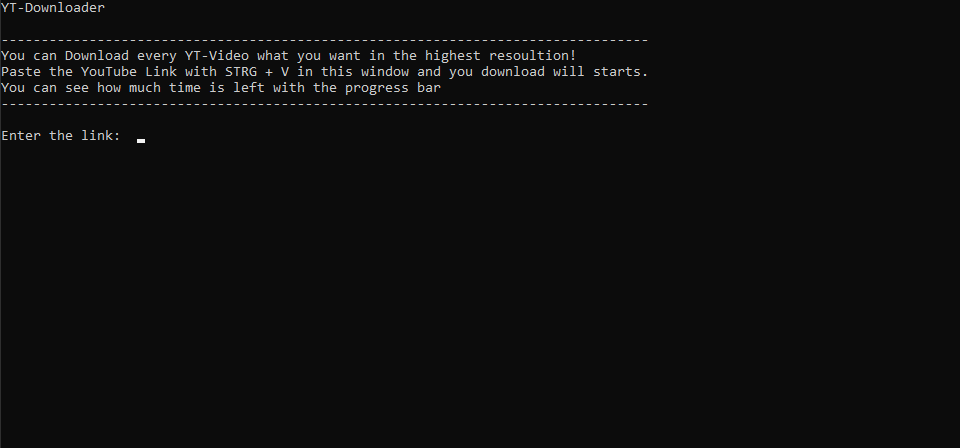 YT-Downloader
---------------------------------------------------------------------------------
You can Download every YT-Video what you want in the highest resoultion!
Paste the YouTube Link with STRG + V in this window and you download will starts.
You can see how much time is left with the progress bar
---------------------------------------------------------------------------------
Enter the link: